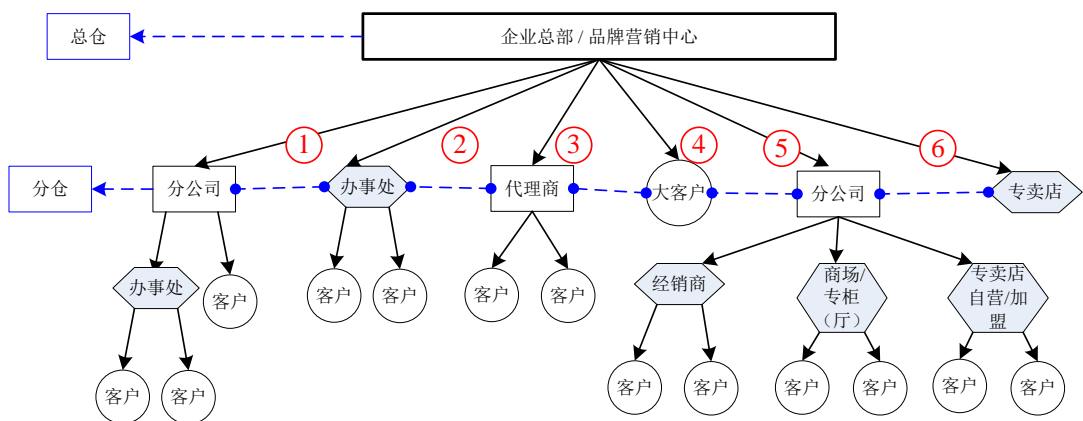 总仓
企业总部 / 品牌营销中心
1
2
3
4
5
6
分仓
分公司
办事处
代理商
大客户
分公司
专卖店
办事处
客户
客户
客户
客户
客户
经销商
商场/
专柜
（厅）
专卖店
自营/加
盟
客户
客户
客户
客户
客户
客户
客户
客户